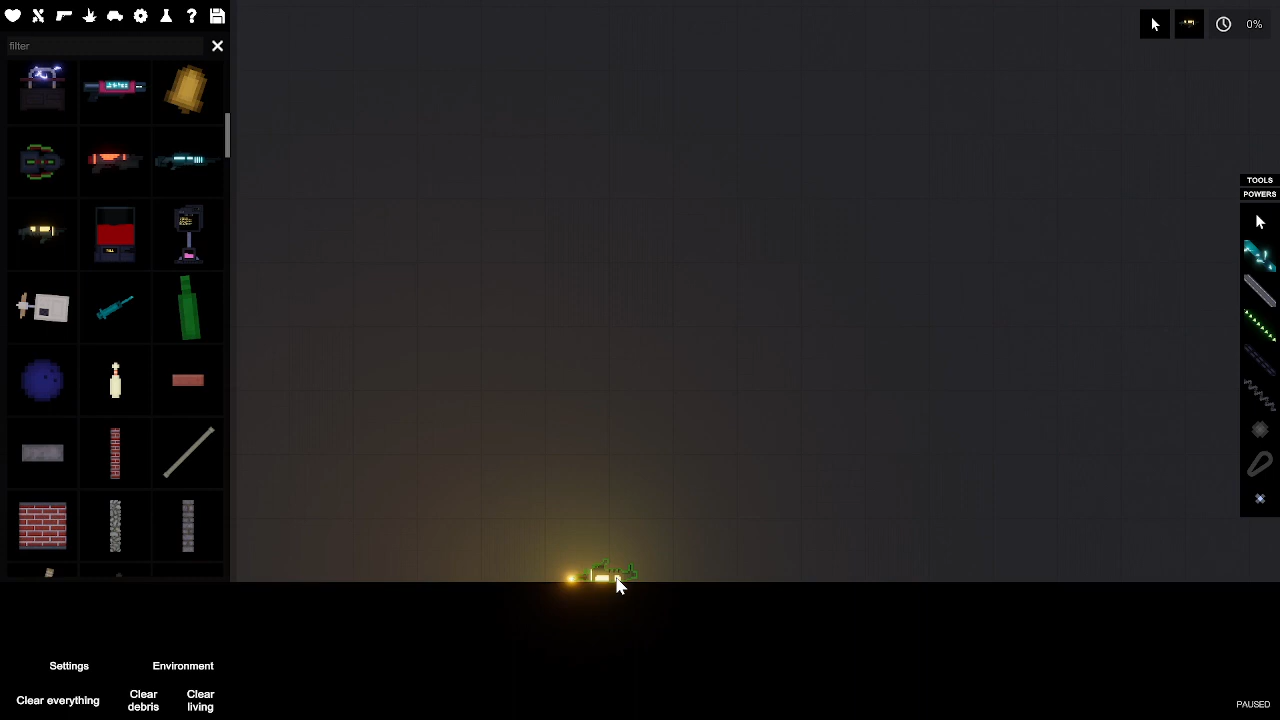 filter
0%
TOOLS
POWERS
Settings
Environment
Clear everything
Clear debris
Clear living
PAUSED